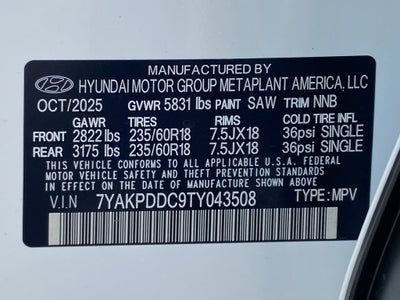 MANUFACTURED BY
HYUNDAI MOTOR GROUP METAPLANT AMERICA, LLC
OCT/2025 GVWR 5831 lbs PAINT SAW TRIM NNB
GAWR TIRES RIMS COLD TIRE INFL
FRONT 2822 lbs 235/60R18 7.5JX18 36psi SINGLE
REAR 3175 lbs 235/60R18 7.5JX18 36psi SINGLE
THIS VEHICLE CONFORMS TO ALL APPLICABLE U.S.A. FEDERAL
MOTOR VEHICLE SAFETY, BUMPER, AND THEFT PREVENTION
STANDARDS IN EFFECT ON THE DATE OF MANUFACTURE
SHOWN ABOVE.
V.I.N 7YAKPDDC9TY043508 TYPE: MPV